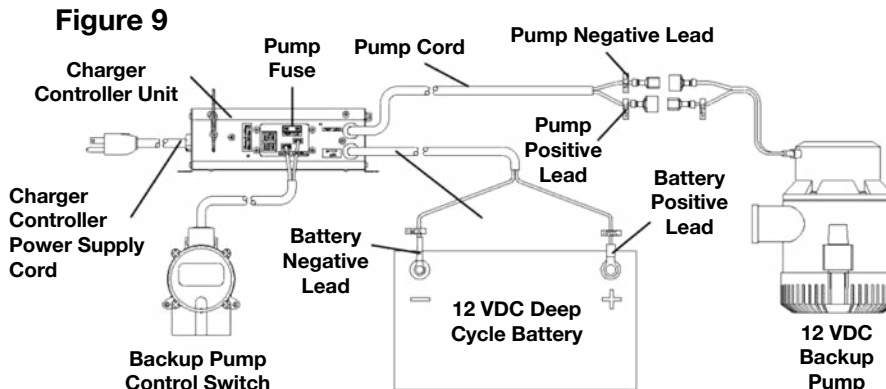 Figure 9
Charger
Controller Unit
Pump
Fuse
Pump Cord
Pump Negative Lead
Pump
Positive
Lead
Charger
Controller
Power Supply
Cord
Battery
Negative
Lead
Battery
Positive
Lead
12 VDC Deep
Cycle Battery
Backup Pump
Control Switch
12 VDC
Backup
Pump